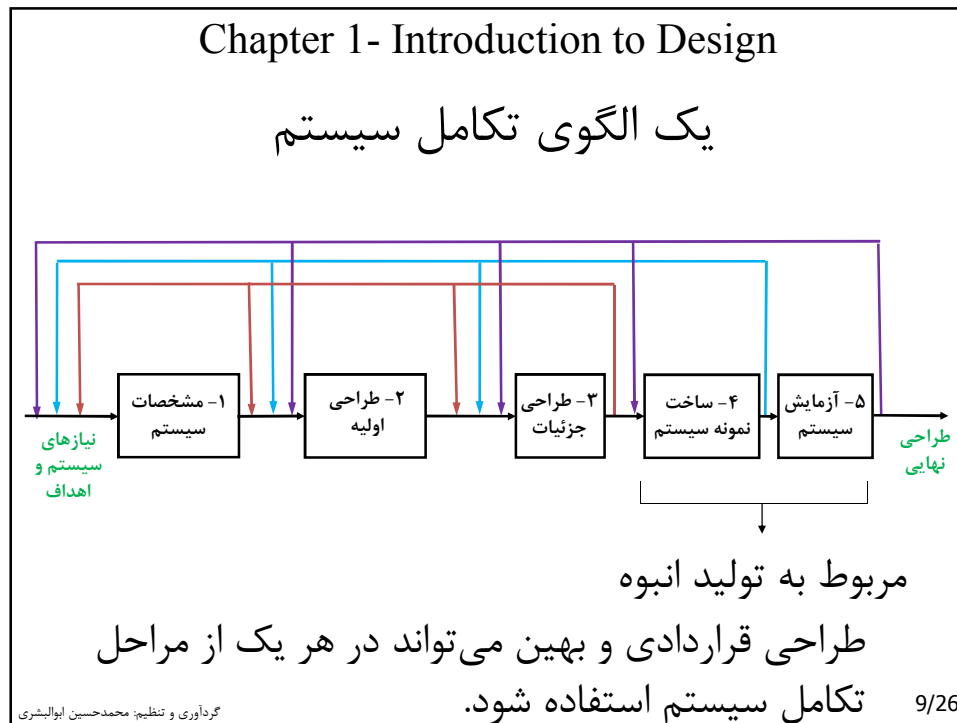 Chapter 1- Introduction to Design
یک الگوی تکامل سیستم
۱- مشخصات
سیستم
۲- طراحی
اولیه
۳- طراحی
جزئیات
۴- ساخت
نمونه سیستم
۵- آزمایش
سیستم
نیازهای
سیستم و
اهداف
طراحی
نهایی
مربوط به تولید انبوه
طراحی قراردادی و بهین می‌تواند در هر یک از مراحل
تکامل سیستم استفاده شود.
گردآوری و تنظیم: محمدحسین ابوالبشری
9/26